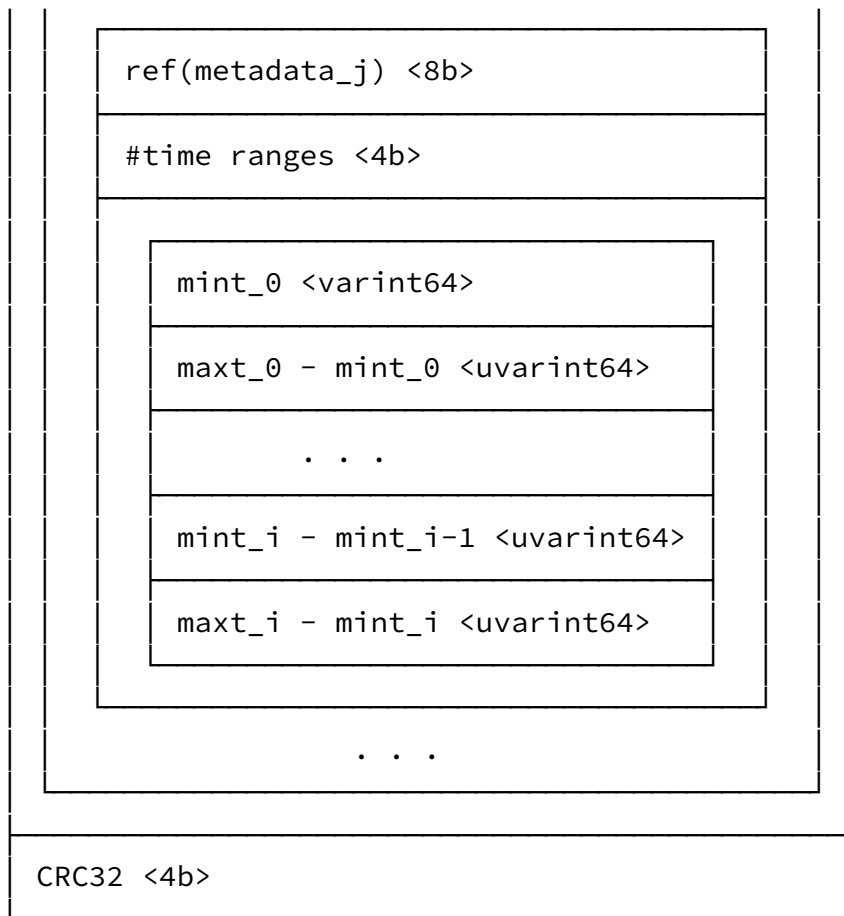 ref(metadata_j) <8b>
#time ranges <4b>
mint_0 <varint64>
maxt_0 - mint_0 <uvarint64>
. . .
mint_i - mint_i-1 <uvarint64>
maxt_i - mint_i <uvarint64>
. . .
CRC32 <4b>